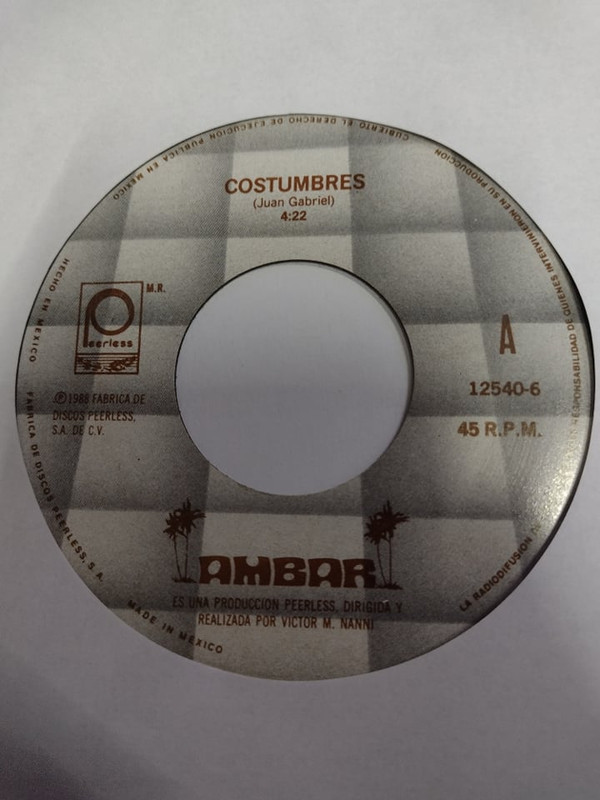 COSTUMBRES
(Juan Gabriel)
4:22
Peerless
M.R.
℗1988 FABRICA DE
DISCOS PEERLESS,
S.A. DE C.V.
A
12540-6
45 R.P.M.
AMBAR
ES UNA PRODUCCION PEERLESS, DIRIGIDA Y
REALIZADA POR VICTOR M. NANNI
MADE IN MEXICO
FABRICA DE DISCOS PEERLESS, S.A.
HECHO EN MEXICO
CUBIERTO EL DERECHO DE EJECUCION PUBLICA EN MEXICO
LA RADIODIFUSION
RESPONSABILIDAD DE QUIENES INTERVINIERON EN SU PRODUCCION